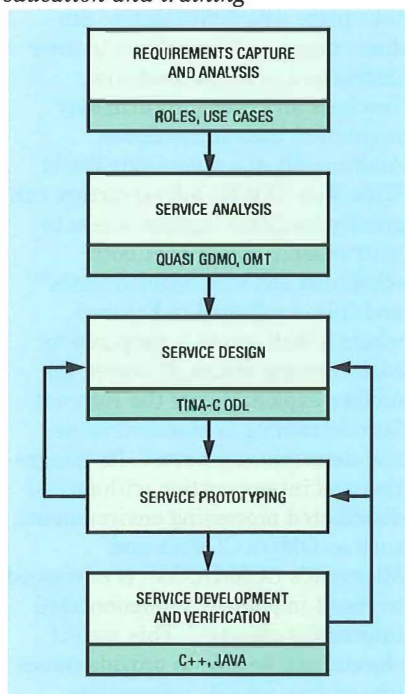 education and training
REQUIREMENTS CAPTURE
AND ANALYSIS
ROLES, USE CASES
SERVICE ANALYSIS
QUASI GDMO, OMT
SERVICE DESIGN
TINA-C ODL
SERVICE PROTOTYPING
SERVICE DEVELOPMENT
AND VERIFICATION
C++, JAVA